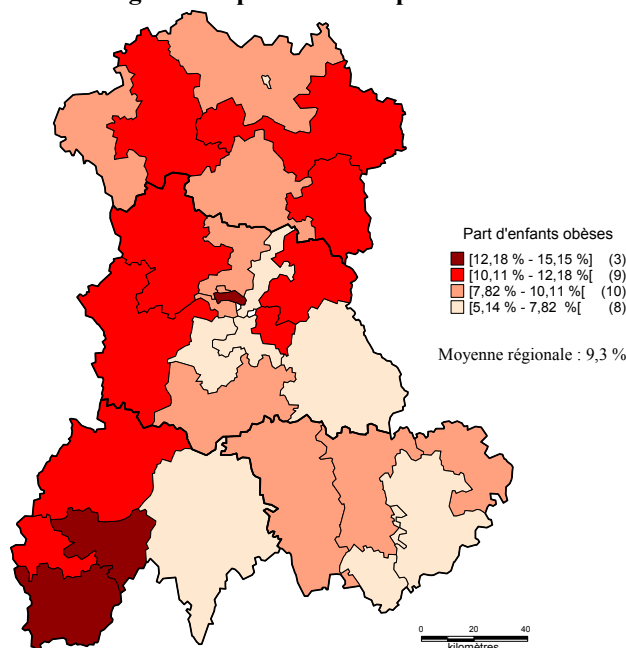 Part d'enfants obèses
[12,18 % - 15,15 %] (3)
[10,11 % - 12,18 %[ (9)
[7,82 % - 10,11 %[ (10)
[5,14 % - 7,82 %[ (8)
Moyenne régionale : 9,3 %
0 20 40
kilomètres